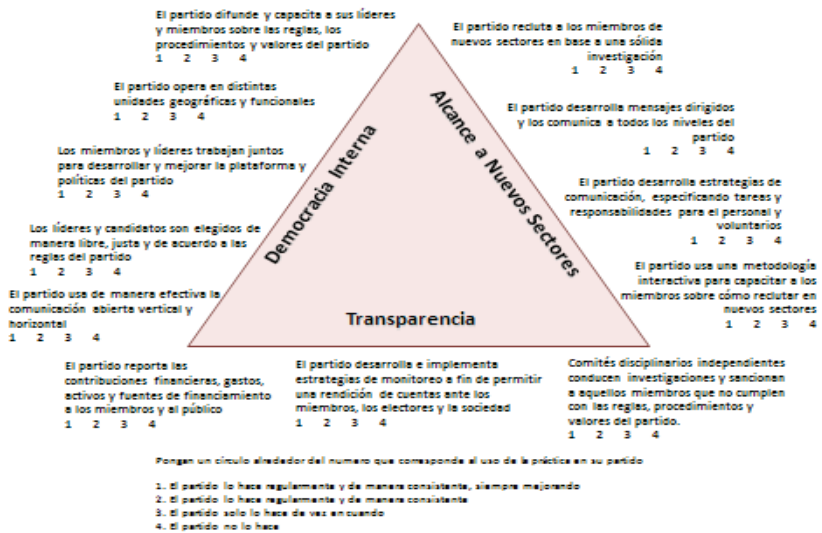 El partido difunde y capacita a sus líderes
y miembros sobre las reglas, los
procedimientos y valores del partido
1 2 3 4
El partido opera en distintas
unidades geográficas y funcionales
1 2 3 4
Los miembros y líderes trabajan juntos
para desarrollar y mejorar la plataforma y
políticas del partido
1 2 3 4
Los líderes y candidatos son elegidos de
manera libre, justa y de acuerdo a las
reglas del partido
1 2 3 4
El partido usa de manera efectiva la
comunicación abierta vertical y
horizontal
1 2 3 4
Democracia Interna
Alcance a Nuevos Sectores
Transparencia
El partido recluta a los miembros de
nuevos sectores en base a una sólida
investigación
1 2 3 4
El partido desarrolla mensajes dirigidos
y los comunica a todos los niveles del
partido
1 2 3 4
El partido desarrolla estrategias de
comunicación, especificando tareas y
responsabilidades para el personal y
voluntarios
1 2 3 4
El partido usa una metodología
interactiva para capacitar a los
miembros sobre cómo reclutar en
nuevos sectores
1 2 3 4
El partido reporta las
contribuciones financieras, gastos,
activos y fuentes de financiamiento
a los miembros y al público
1 2 3 4
El partido desarrolla e implementa
estrategias de monitoreo a fin de permitir
una rendición de cuentas ante los
miembros, los electores y la sociedad
1 2 3 4
Comités disciplinarios independientes
conducen investigaciones y sancionan
a aquellos miembros que no cumplen
con las reglas, procedimientos y
valores del partido.
1 2 3 4
Pongan un círculo alrededor del numero que corresponde al uso de la práctica en su partido
1. El partido lo hace regularmente y de manera consistente, siempre mejorando
2. El partido lo hace regularmente y de manera consistente
3. El partido solo lo hace de vez en cuando
4. El partido no lo hace